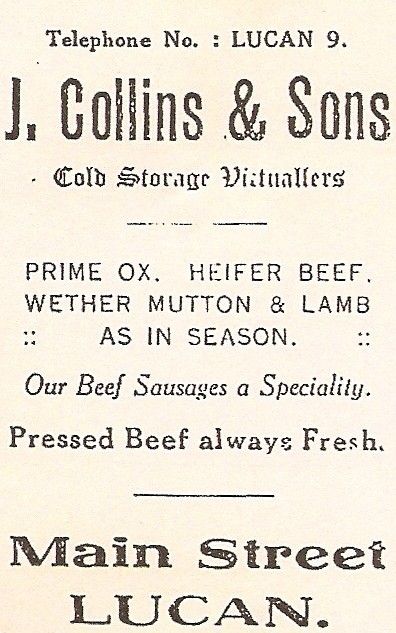 Telephone No. : LUCAN 9.
J. Collins & Sons
Cold Storage Victuallers
PRIME OX. HEIFER BEEF.
WETHER MUTTON & LAMB
:: AS IN SEASON. ::
Our Beef Sausages a Speciality.
Pressed Beef always Fresh.
Main Street
LUCAN.